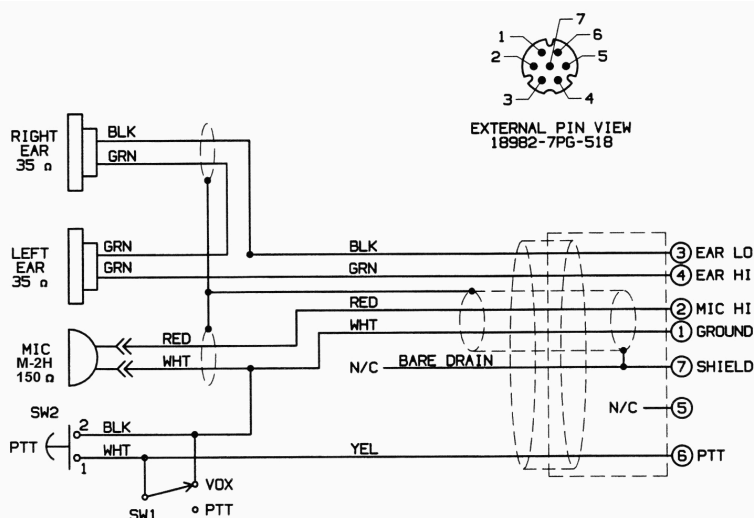 7
1
6
2
5
3
4
EXTERNAL PIN VIEW
18982-7PG-518
RIGHT
EAR
35 Ω
BLK
GRN
LEFT
EAR
35 Ω
GRN
GRN
BLK
GRN
3 EAR LO
4 EAR HI
RED
2 MIC HI
WHT
1 GROUND
MIC
M-2H
150 Ω
RED
WHT
N/C BARE DRAIN
7 SHIELD
N/C 5
SW2
PTT
2
BLK
1
WHT
YEL
6 PTT
VOX
PTT
SW1